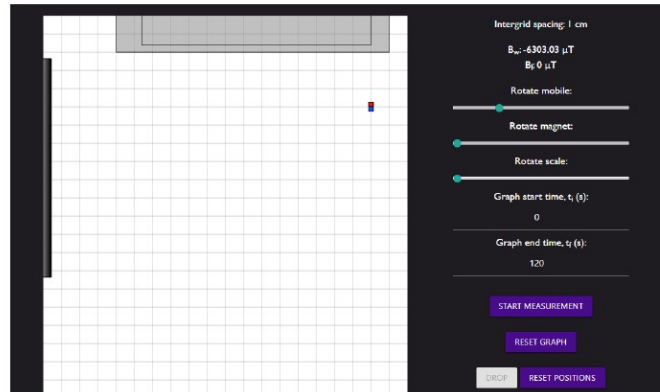 Intergrid spacing: 1 cm
Bw: -6303.03 μT
Bf: 0 μT
Rotate mobile:
Rotate magnet:
Rotate scale:
Graph start time, ti (s):
0
Graph end time, tf (s):
120
START MEASUREMENT
RESET GRAPH
DROP RESET POSITIONS